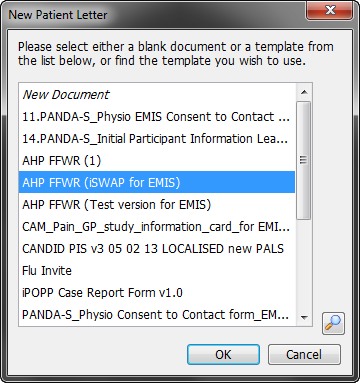 New Patient Letter
Please select either a blank document or a template from
the list below, or find the template you wish to use.
New Document
11.PANDA-S_Physio EMIS Consent to Contact ...
14.PANDA-S_Initial Participant Information Lea...
AHP FFWR (1)
AHP FFWR (iSWAP for EMIS)
AHP FFWR (Test version for EMIS)
CAM_Pain_GP_study_information_card_for EMI...
CANDID PIS v3 05 02 13 LOCALISED new PALS
Flu Invite
iPOPP Case Report Form v1.0
PANDA-S_Physio Consent to Contact form_EM...
OK
Cancel